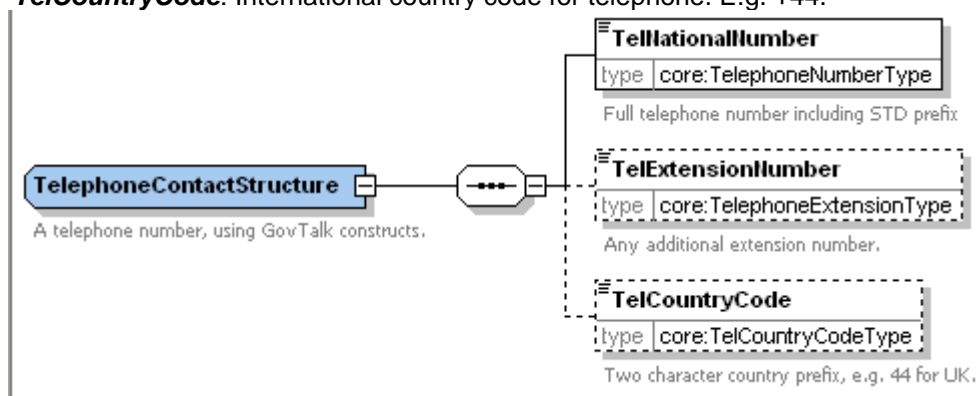 TelCountryCode. International country code for telephone. E.g. +44.
TelNationalNumber
type core:TelephoneNumberType
Full telephone number including STD prefix
TelephoneContactStructure
A telephone number, using GovTalk constructs.
TelExtensionNumber
type core:TelephoneExtensionType
Any additional extension number.
TelCountryCode
type core:TelCountryCodeType
Two character country prefix, e.g. 44 for UK.